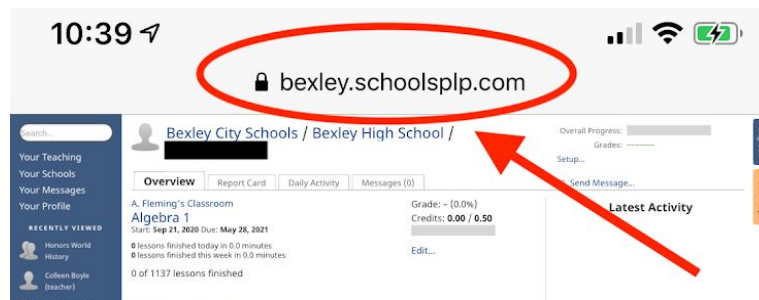 10:39
bexley.schoolsplp.com
Search...
Your Teaching
Your Schools
Your Messages
Your Profile
RECENTLY VIEWED
Honors World
History
Colleen Boyle
(teacher)
Bexley City Schools / Bexley High School /
Overview Report Card Daily Activity Messages (0)
A. Fleming's Classroom
Algebra 1
Start: Sep 21, 2020 Due: May 28, 2021
0 lessons finished today in 0.0 minutes
0 lessons finished this week in 0.0 minutes
0 of 1137 lessons finished
Grade: – (0.0%)
Credits: 0.00 / 0.50
Edit...
Overall Progress:
Grades:
Setup...
Send Message...
Latest Activity